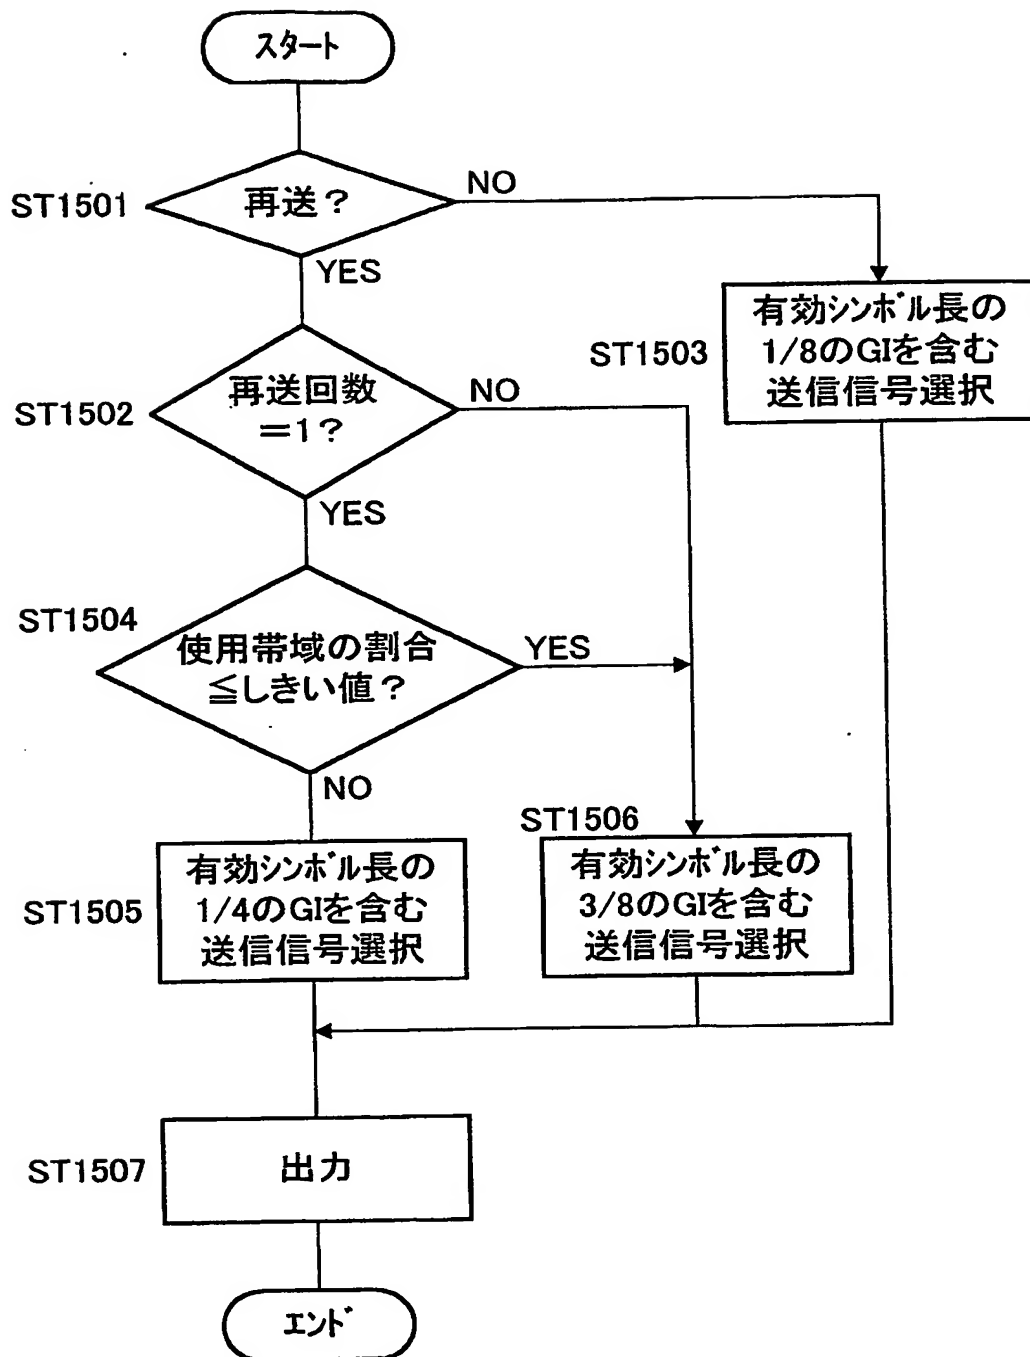 スタート
ST1501
再送？
NO
YES
ST1503
有効シンボル長の
1/8のGIを含む
送信信号選択
ST1502
再送回数
＝1？
NO
YES
ST1504
使用帯域の割合
≦しきい値？
YES
NO
ST1505
有効シンボル長の
1/4のGIを含む
送信信号選択
ST1506
有効シンボル長の
3/8のGIを含む
送信信号選択
ST1507
出力
エンド